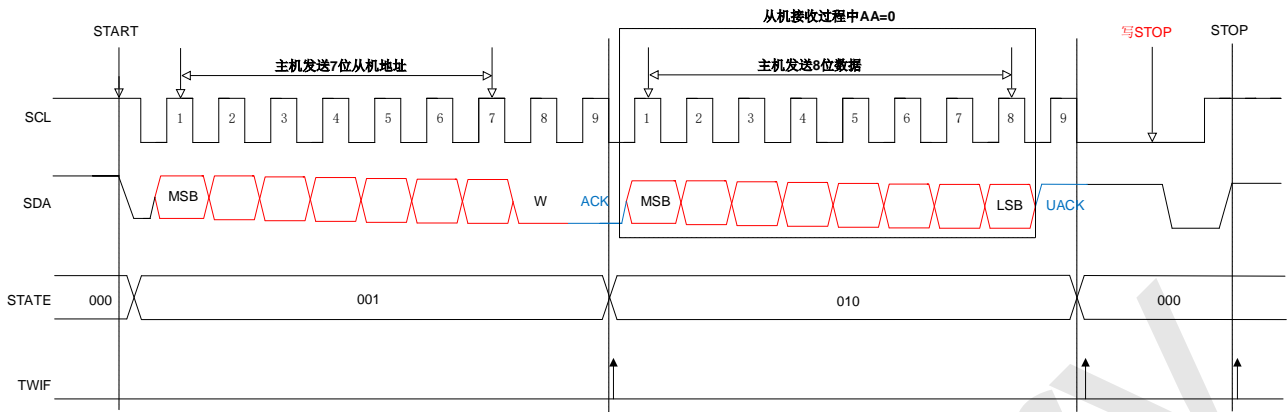 从机接收过程中AA=0
START
写STOP
STOP
主机发送7位从机地址
主机发送8位数据
SCL
1 2 3 4 5 6 7 8 9 1 2 3 4 5 6 7 8 9
SDA
MSB W ACK MSB LSB UACK
STATE 000 001 010 000
TWIF